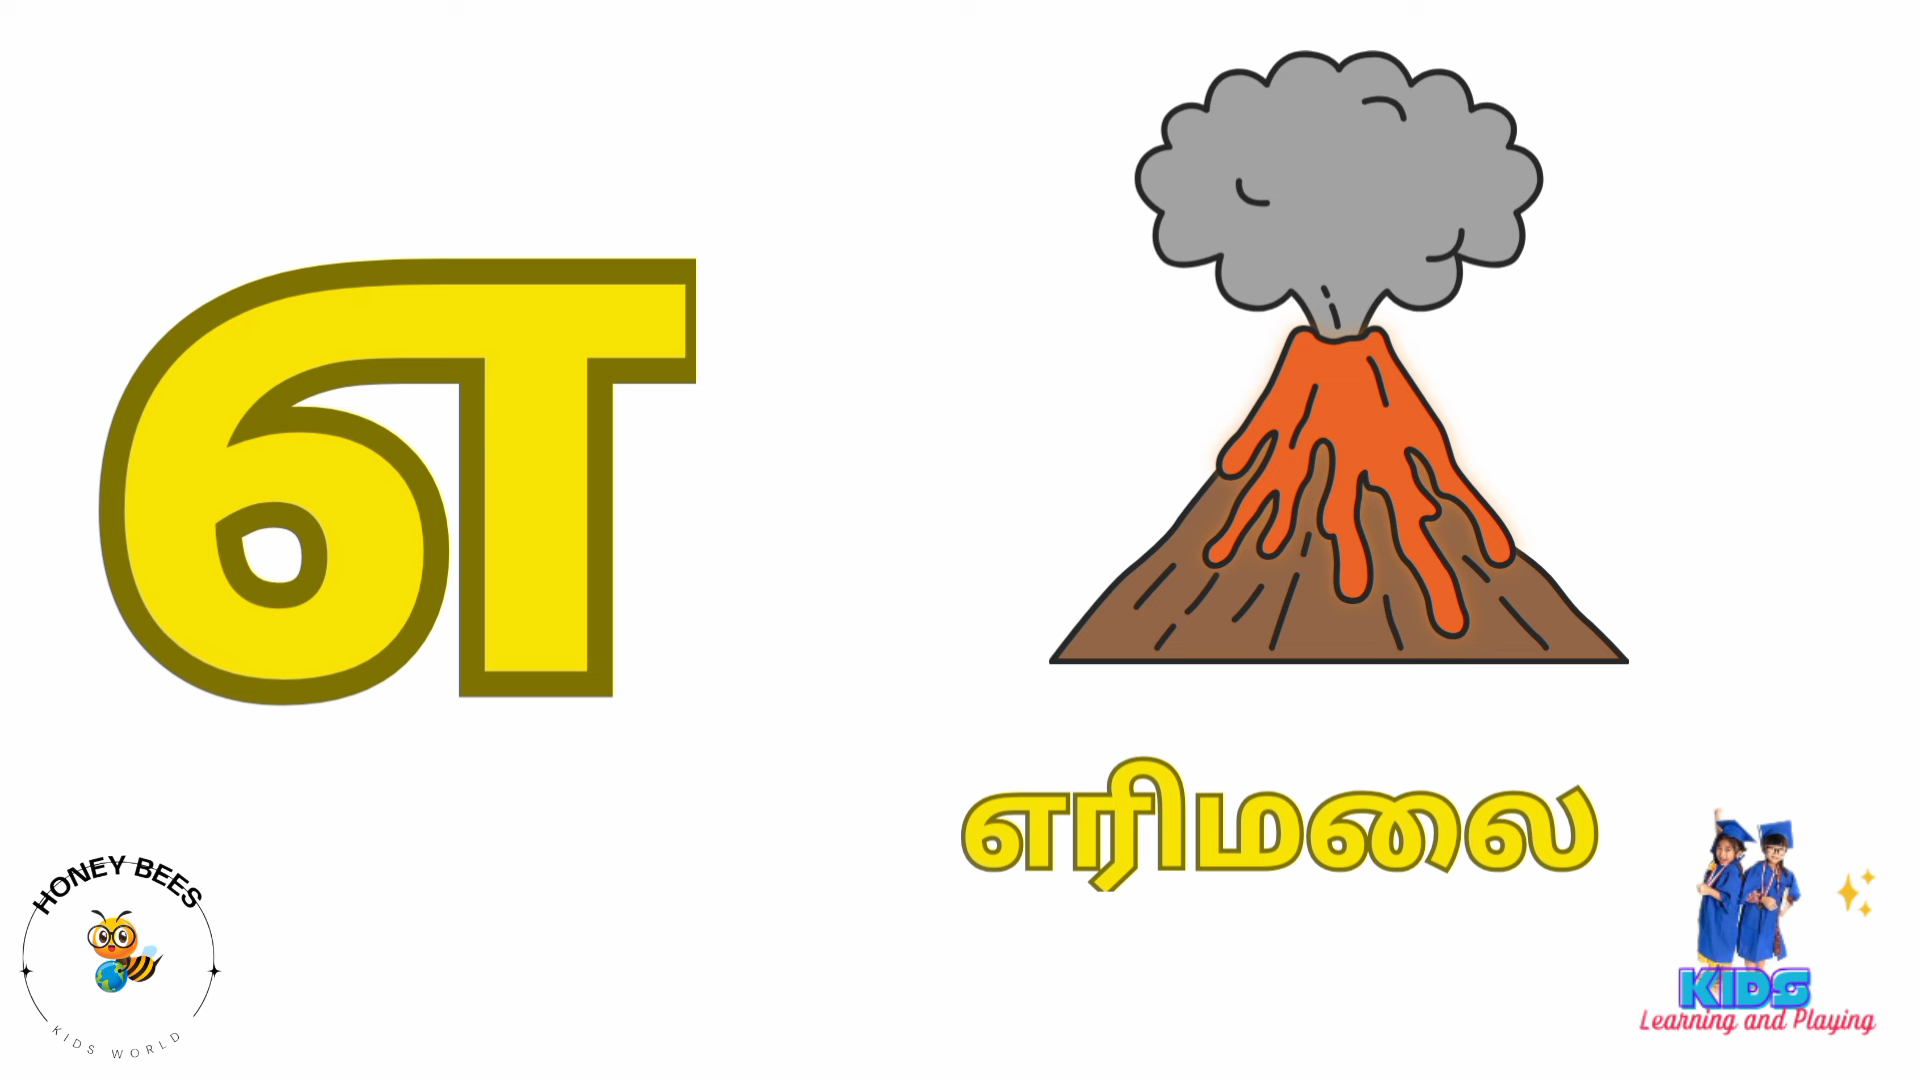 எ
எரிமலை
HONEY BEES
KIDS WORLD
KIDS
Learning and Playing